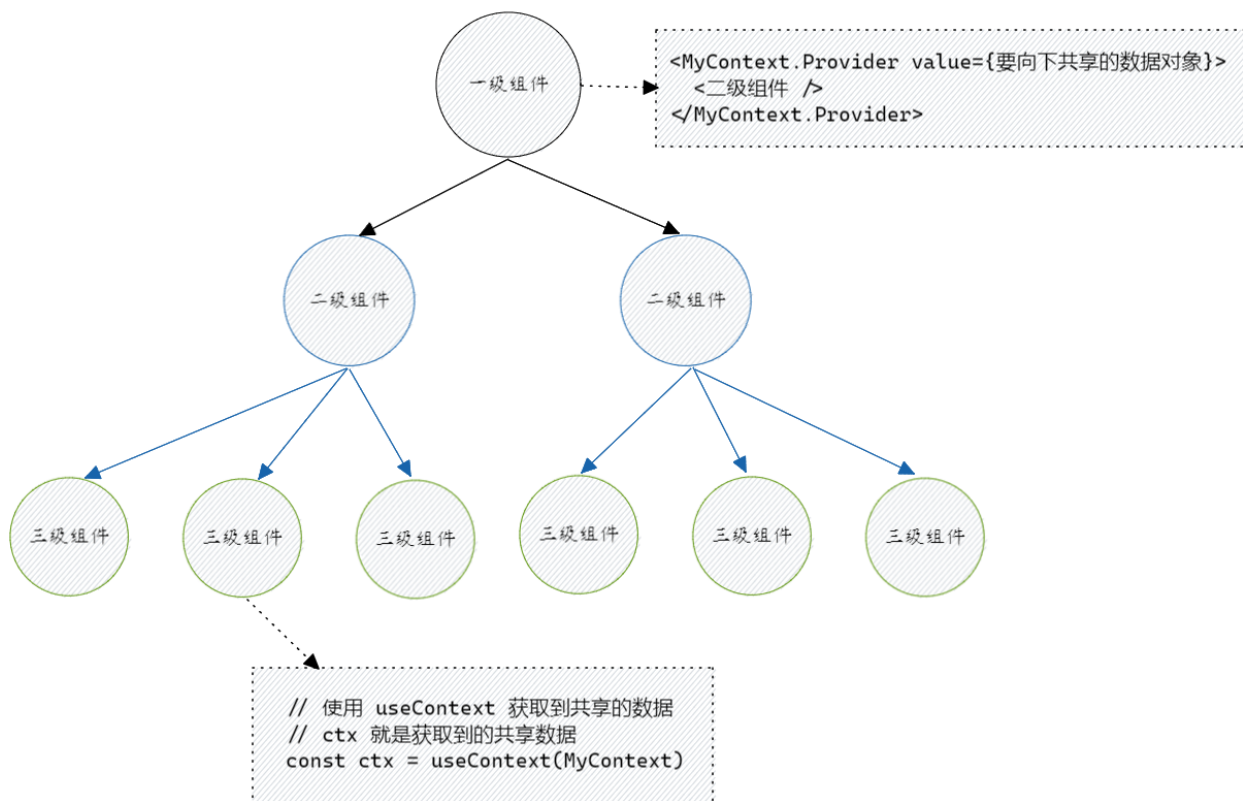 一级组件
<MyContext.Provider value={要向下共享的数据对象}>
<二级组件 />
</MyContext.Provider>
二级组件
二级组件
三级组件
三级组件
三级组件
三级组件
三级组件
三级组件
// 使用 useContext 获取到共享的数据
// ctx 就是获取到的共享数据
const ctx = useContext(MyContext)